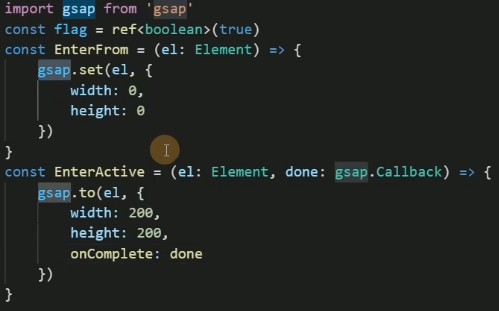 import gsap from 'gsap'
const flag = ref<boolean>(true)
const EnterFrom = (el: Element) => {
    gsap.set(el, {
        width: 0,
        height: 0
    })
}
const EnterActive = (el: Element, done: gsap.Callback) => {
    gsap.to(el, {
        width: 200,
        height: 200,
        onComplete: done
    })
}